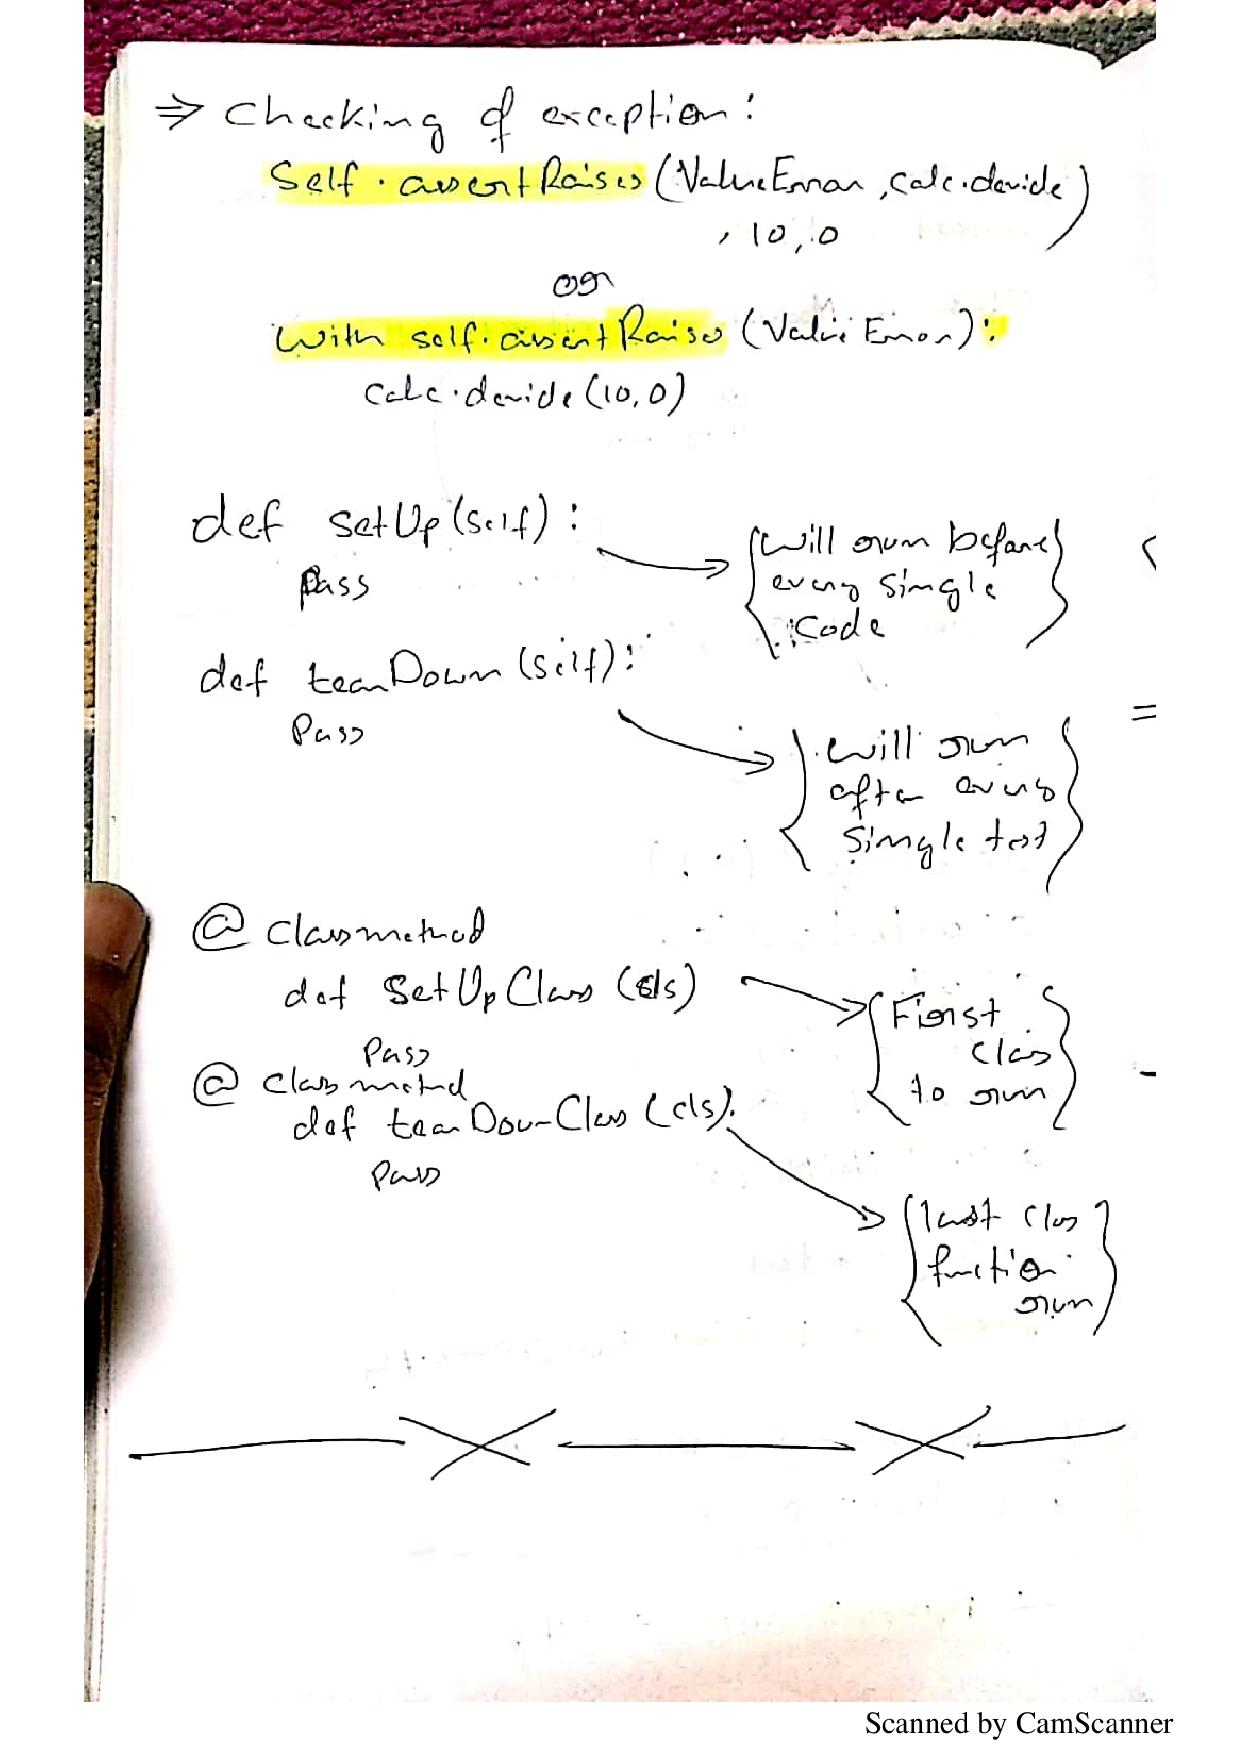 ⇒ Checking of exception:
Self.assertRaises (ValueError, calc.devide)
, 10, 0
or
With self.assertRaises (Value Error):
calc.devide (10, 0)
def setUp (self) :
pass
{ will run before
every single
code }
def tearDown (self):
Pass
{ will run
after every
single test }
@ classmethod
def SetUpClass (cls)
Pass
{ First
class
to run }
@ classmethod
def tearDownClass (cls).
Pass
{ last class
function
run }
Scanned by CamScanner